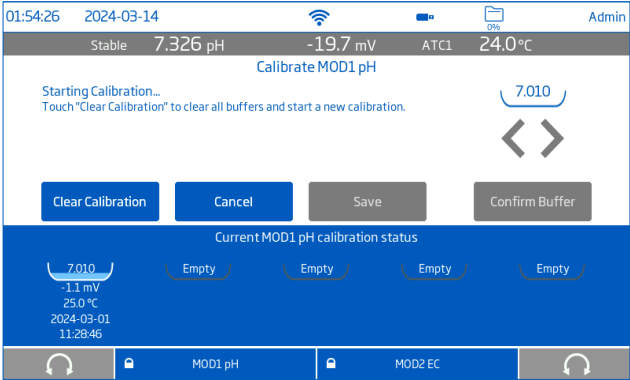 01:54:26 2024-03-14 0% Admin
Stable 7.326 pH -19.7 mV ATC1 24.0°C
Calibrate MOD1 pH
Starting Calibration...
Touch "Clear Calibration" to clear all buffers and start a new calibration.
7.010
Clear Calibration Cancel Save Confirm Buffer
Current MOD1 pH calibration status
7.010 Empty Empty Empty Empty
-1.1 mV
25.0 °C
2024-03-01
11:28:46
MOD1 pH MOD2 EC